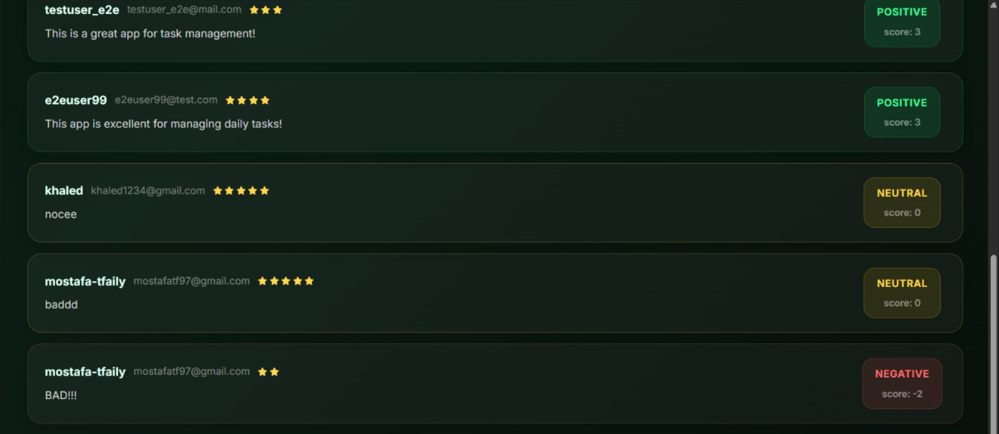 testuser_e2e testuser_e2e@mail.com
POSITIVE
This is a great app for task management!
score: 3
e2euser99 e2euser99@test.com
POSITIVE
This app is excellent for managing daily tasks!
score: 3
khaled khaled1234@gmail.com
NEUTRAL
nocee
score: 0
mostafa-tfaily mostafatf97@gmail.com
NEUTRAL
baddd
score: 0
mostafa-tfaily mostafatf97@gmail.com
NEGATIVE
BAD!!!
score: -2